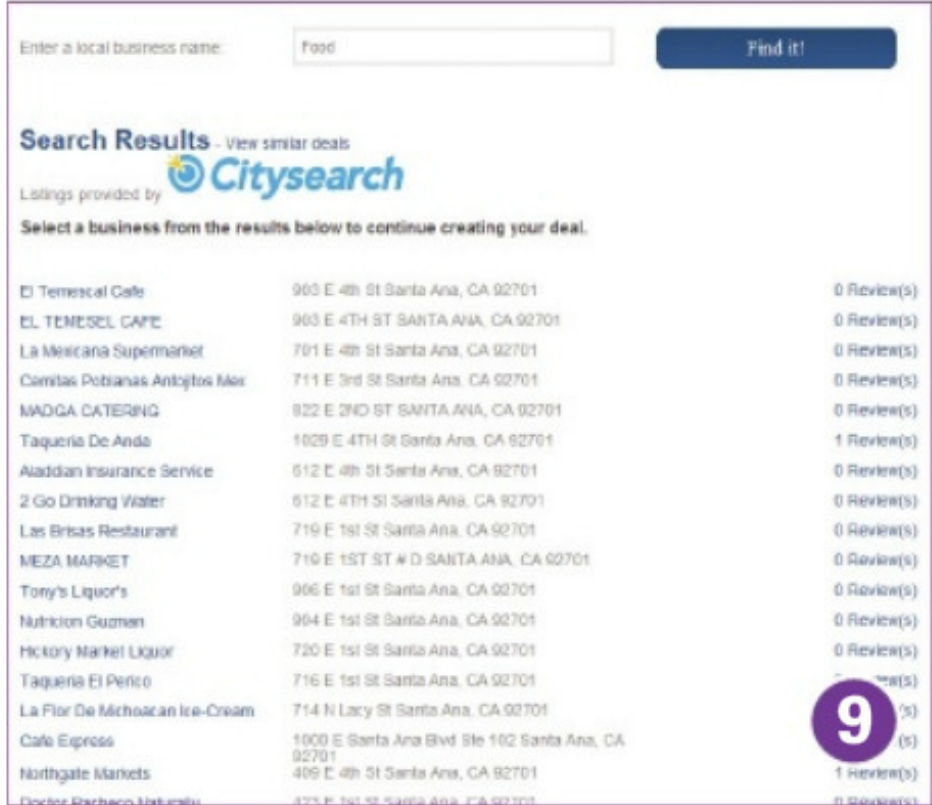 Enter a local business name: Food Find it!
Search Results - View similar deals
Listings provided by Citysearch
Select a business from the results below to continue creating your deal.
El Temescal Cafe 903 E 4th St Santa Ana, CA 92701 0 Review(s)
EL TEMESEL CAFE 903 E 4TH ST SANTA ANA, CA 92701 0 Review(s)
La Mexicana Supermarket 701 E 4th St Santa Ana, CA 92701 0 Review(s)
Cemitas Poblanas Antojitos Mex 711 E 3rd St Santa Ana, CA 92701 0 Review(s)
MADGA CATERING 822 E 2ND ST SANTA ANA, CA 92701 0 Review(s)
Taqueria De Anda 1029 E 4TH St Santa Ana, CA 92701 1 Review(s)
Aladdian Insurance Service 612 E 4th St Santa Ana, CA 92701 0 Review(s)
2 Go Drinking Water 612 E 4TH St Santa Ana, CA 92701 0 Review(s)
Las Brisas Restaurant 719 E 1st St Santa Ana, CA 92701 0 Review(s)
MEZA MARKET 719 E 1ST ST # D SANTA ANA, CA 92701 0 Review(s)
Tony's Liquor's 906 E 1st St Santa Ana, CA 92701 0 Review(s)
Nutricion Guzman 904 E 1st St Santa Ana, CA 92701 0 Review(s)
Hickory Market Liquor 720 E 1st St Santa Ana, CA 92701 0 Review(s)
Taqueria El Perico 716 E 1st St Santa Ana, CA 92701
La Flor De Michoacan Ice-Cream 714 N Lacy St Santa Ana, CA 92701
9
Cafe Express 1000 E Santa Ana Blvd Ste 102 Santa Ana, CA
92701
Northgate Markets 409 E 4th St Santa Ana, CA 92701 1 Review(s)
Doctor Pacheco Naturally 423 E 1st St Santa Ana, CA 92701 0 Review(s)